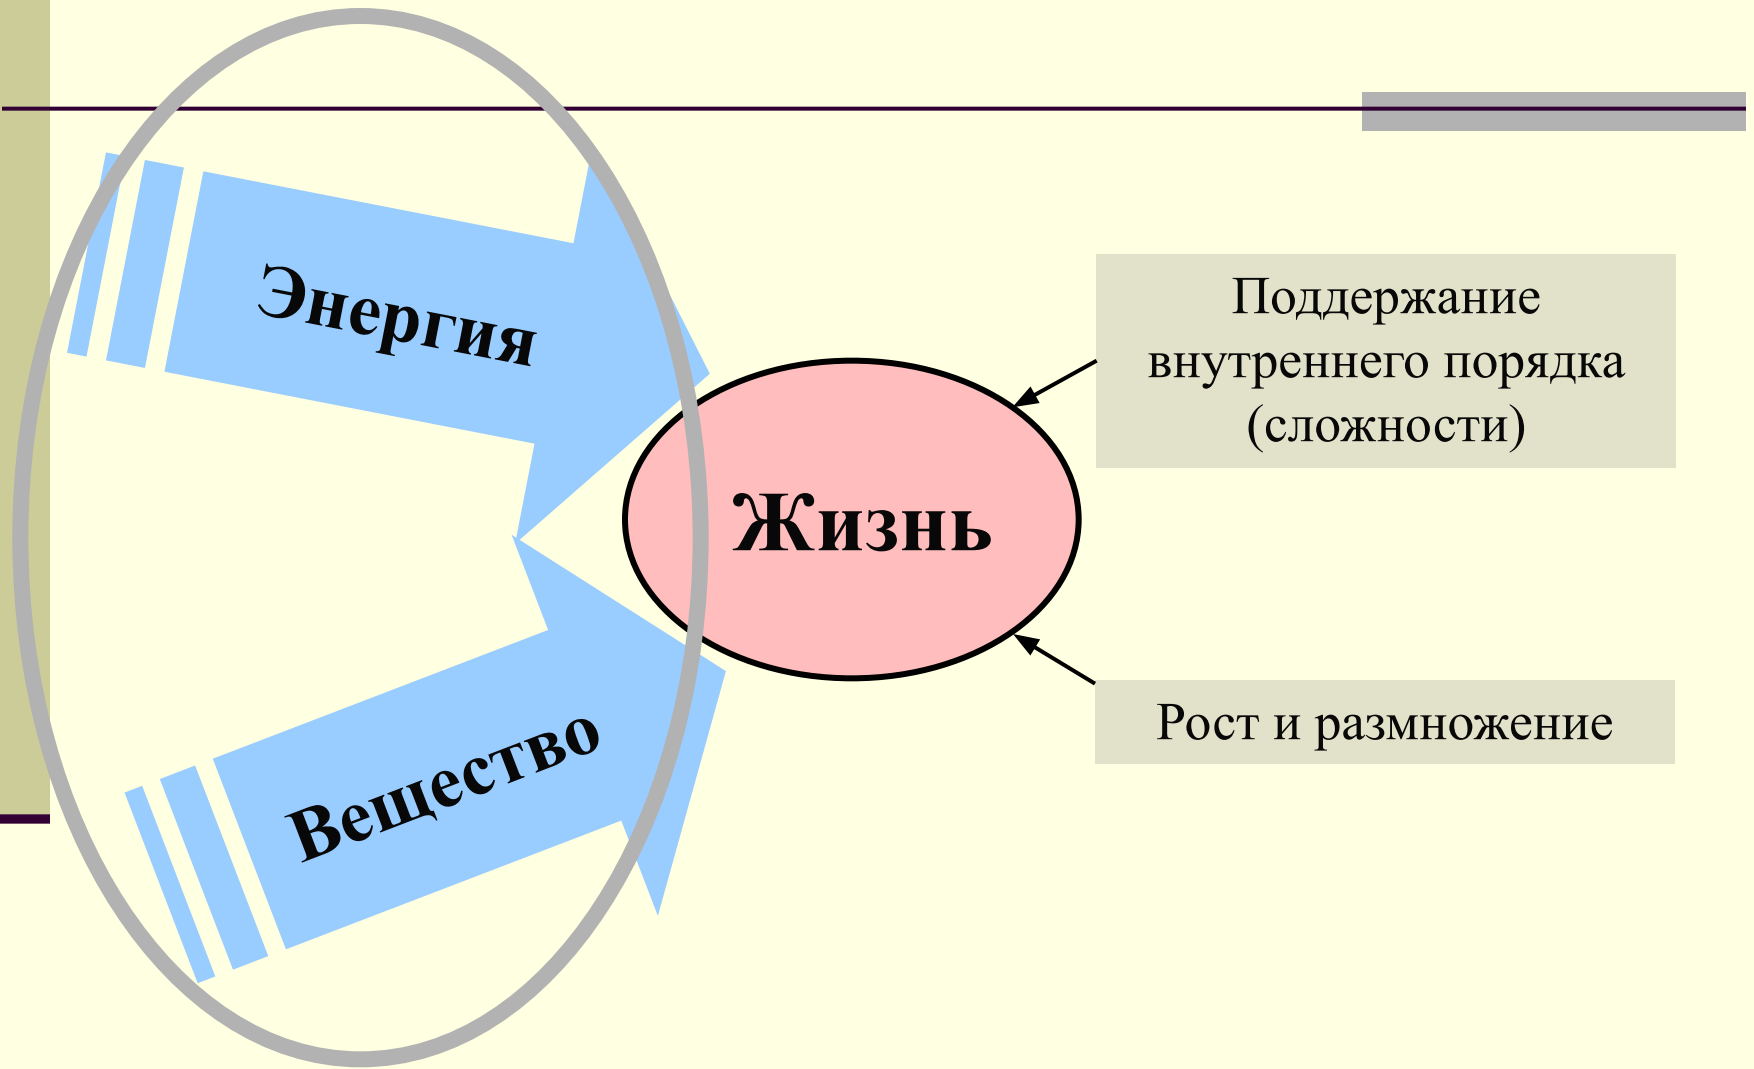 Энергия
Поддержание
внутреннего порядка
(сложности)
Жизнь
Вещество
Рост и размножение